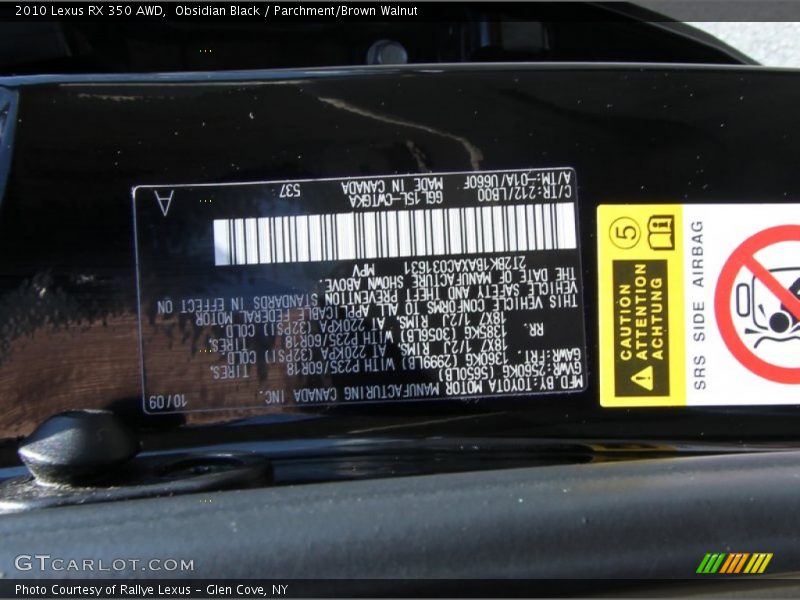 2010 Lexus RX 350 AWD,  Obsidian Black / Parchment/Brown Walnut
MFD.BY:TOYOTA MOTOR MANUFACTURING CANADA INC. 10/09
GVWR:2560KG (5650LB)
GAWR:FRT. 1360KG (2999LB) WITH P235/60R18 TIRES.
18X7 1/2J RIMS. AT 220KPA (32PSI) COLD.
RR. 1385KG (3056LB) WITH P235/60R18 TIRES.
18X7 1/2J RIMS. AT 220KPA (32PSI) COLD
THIS VEHICLE CONFORMS TO ALL APPLICABLE FEDERAL MOTOR
VEHICLE SAFETY AND THEFT PREVENTION STANDARDS IN EFFECT ON
THE DATE OF MANUFACTURE SHOWN ABOVE.
2T2BK1BAXAC031631 MPV
C/TR:212/LB00 GGL15L-CWTGKA
A/TM:-01A/U660F MADE IN CANADA 537 A
5
CAUTION
ATTENTION
ACHTUNG
SRS SIDE AIRBAG
GTCARLOT.COM
Photo Courtesy of Rallye Lexus - Glen Cove, NY